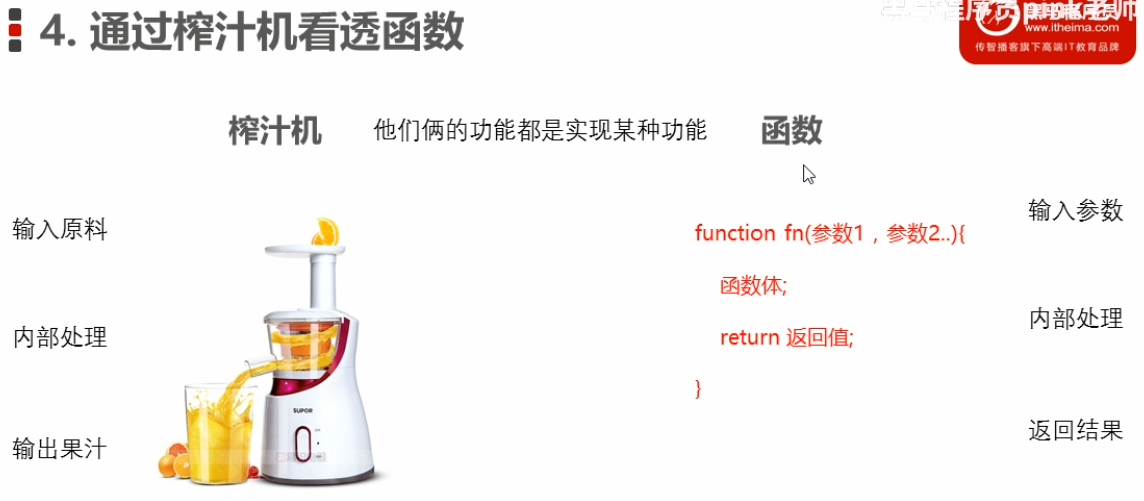 4. 通过榨汁机看透函数
www.itheima.com
传智播客旗下高端IT教育品牌
榨汁机
他们俩的功能都是实现某种功能
函数
输入原料
内部处理
输出果汁
SUPOR
function fn(参数1，参数2..){
函数体;
return 返回值;
}
输入参数
内部处理
返回结果